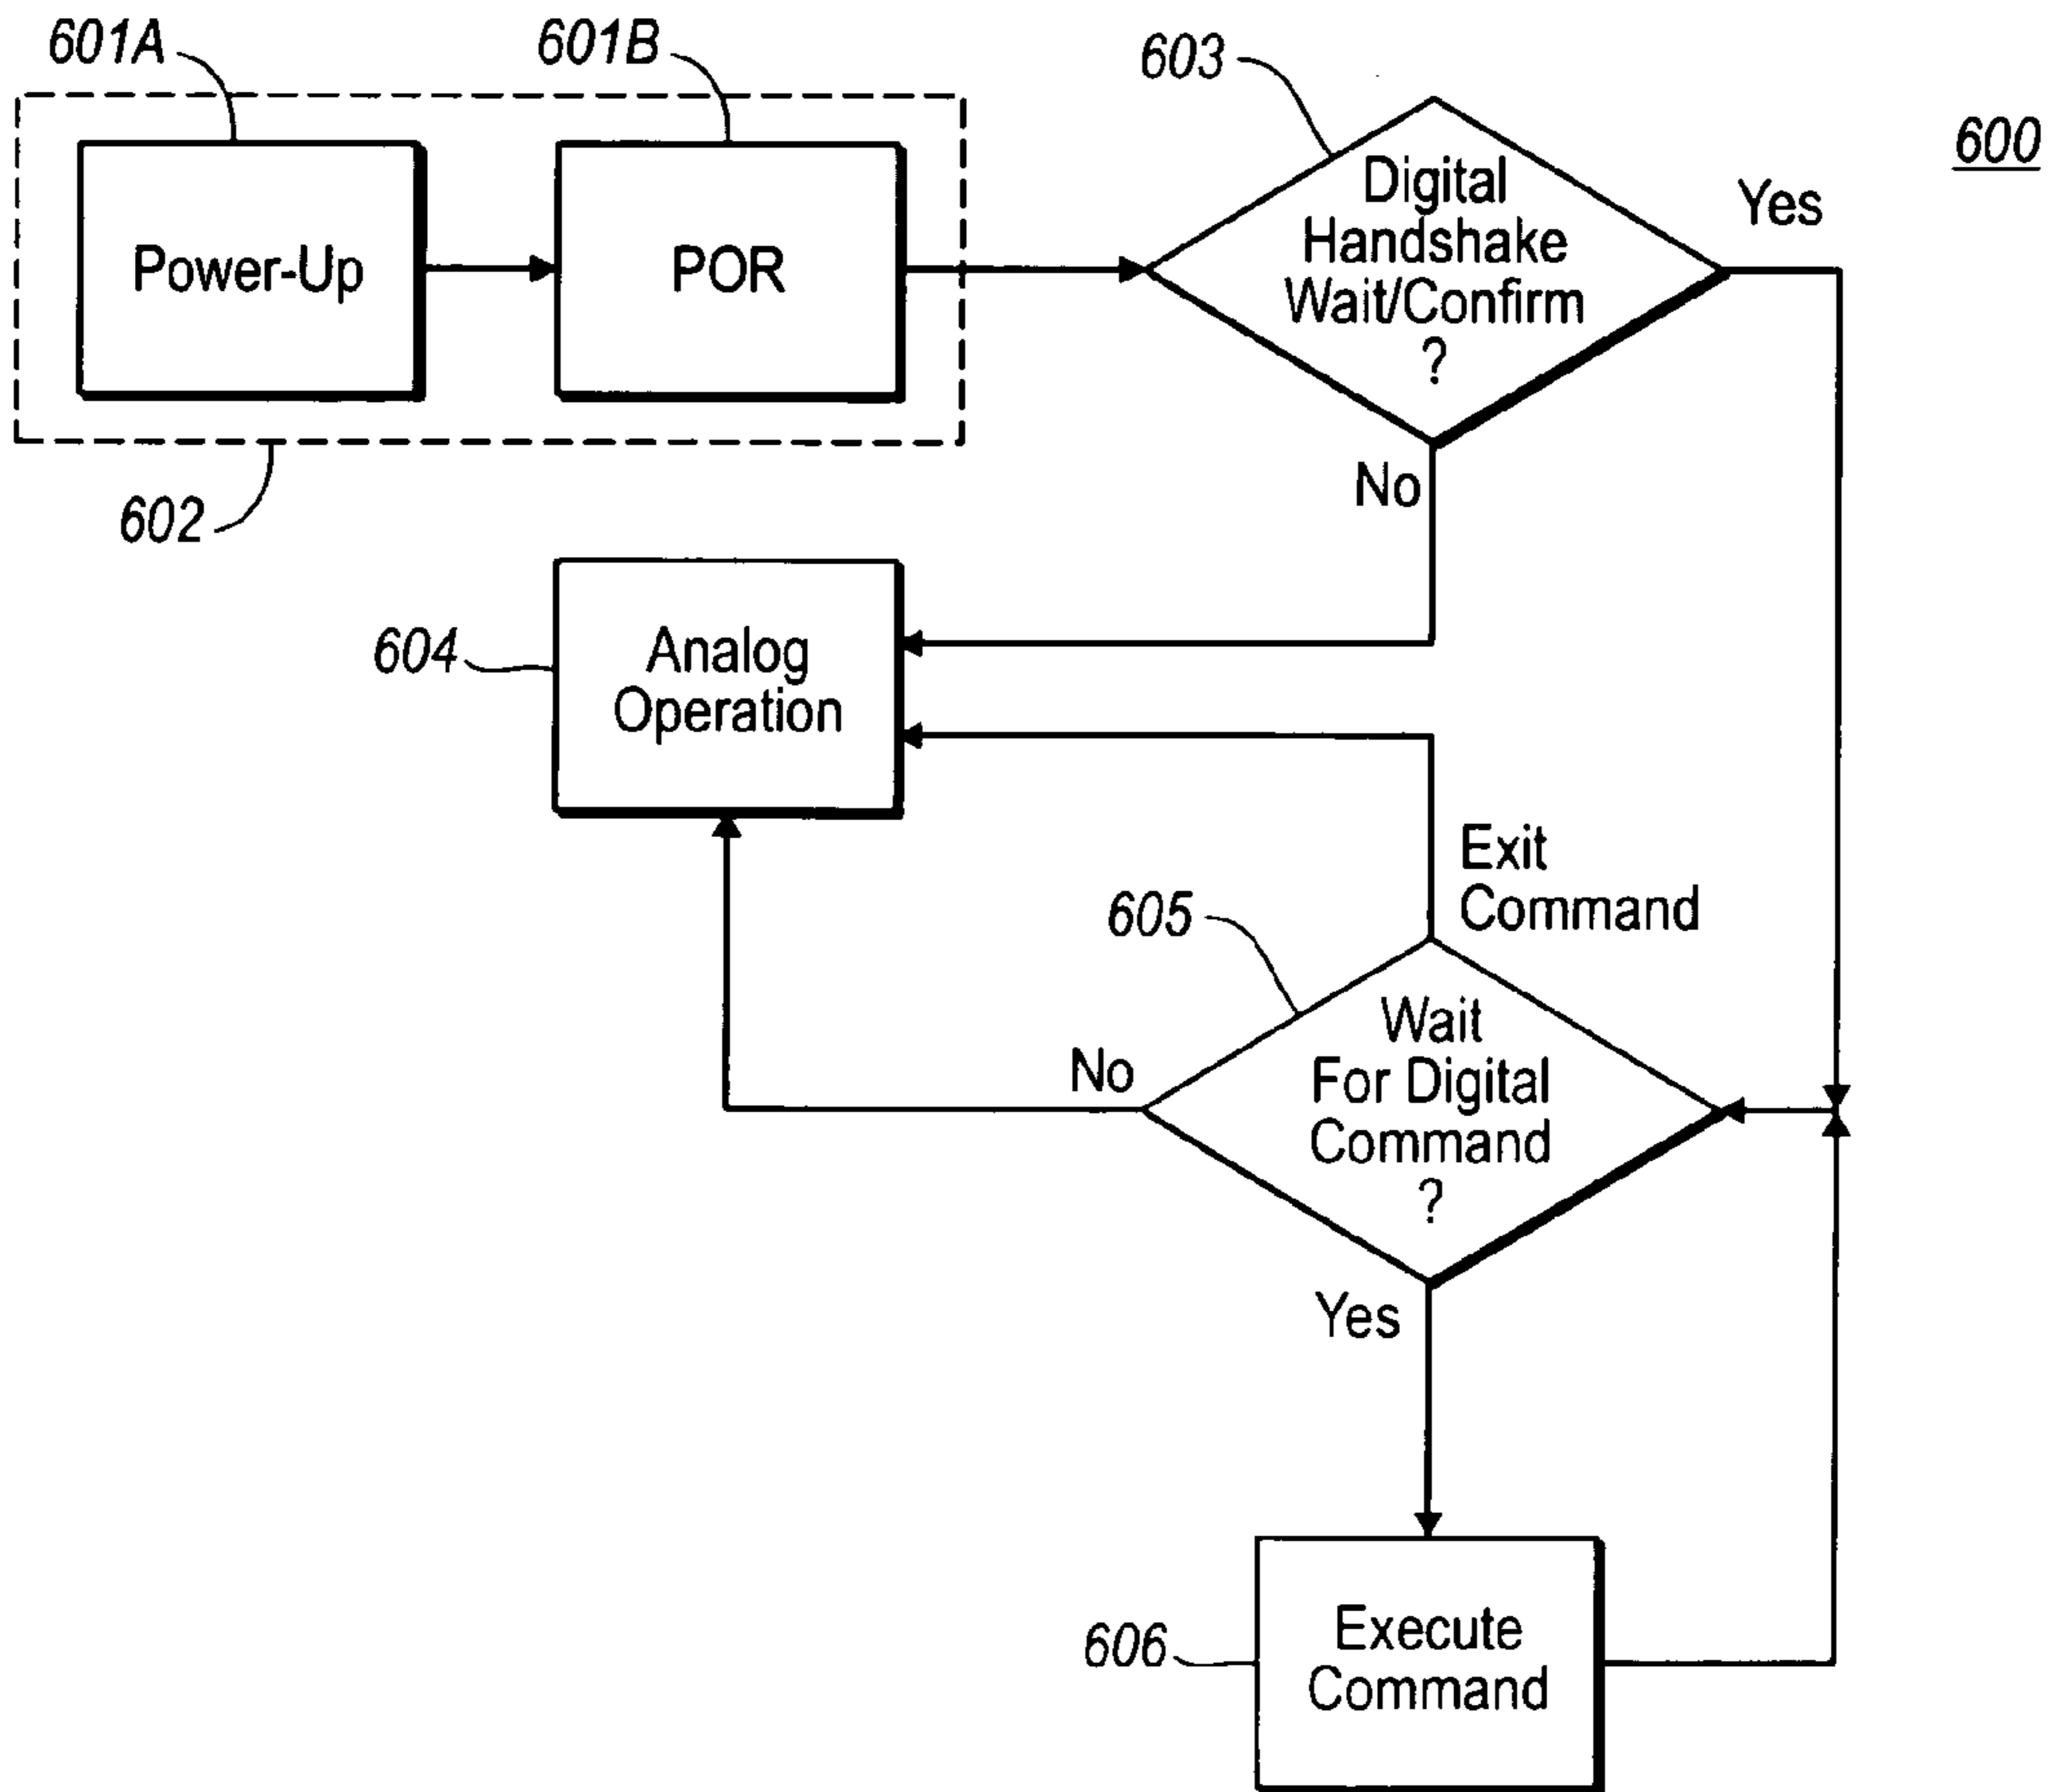 601A
601B
603
600
Power-Up
POR
Digital
Handshake
Wait/Confirm
?
Yes
No
602
604
Analog
Operation
Exit
Command
605
Wait
For Digital
Command
?
No
Yes
606
Execute
Command